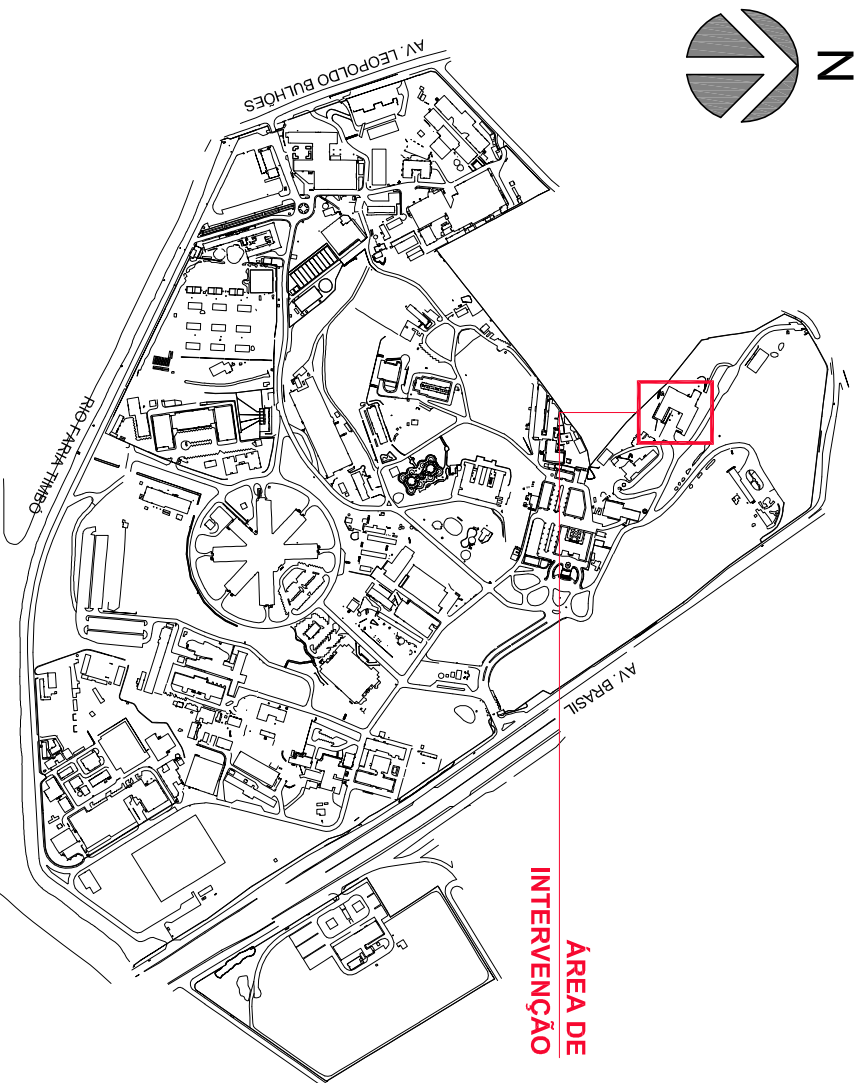 N
AV. LEOPOLDO BULHÕES
RIO FARIA TIMBÓ
AV. BRASIL
ÁREA DE
INTERVENÇÃO